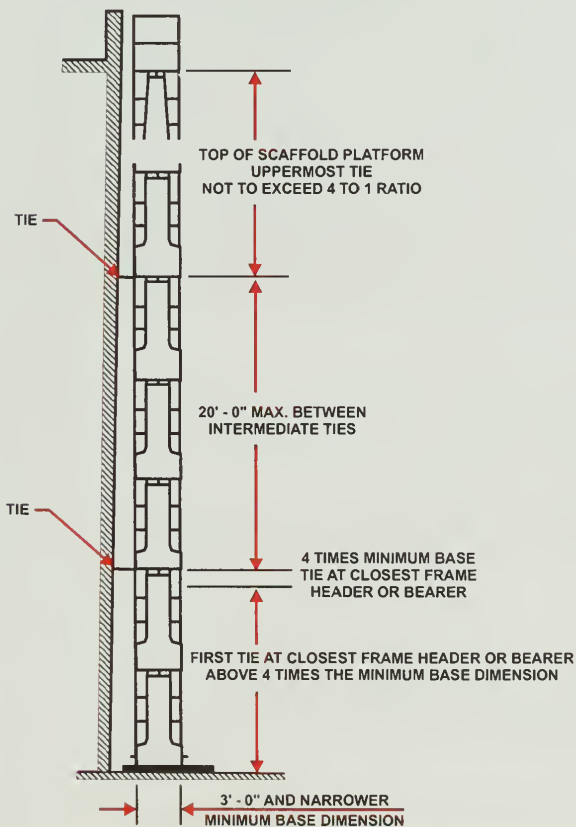 TOP OF SCAFFOLD PLATFORM
UPPERMOST TIE
NOT TO EXCEED 4 TO 1 RATIO
TIE
20' - 0" MAX. BETWEEN
INTERMEDIATE TIES
TIE
4 TIMES MINIMUM BASE
TIE AT CLOSEST FRAME
HEADER OR BEARER
FIRST TIE AT CLOSEST FRAME HEADER OR BEARER
ABOVE 4 TIMES THE MINIMUM BASE DIMENSION
3' - 0" AND NARROWER
MINIMUM BASE DIMENSION